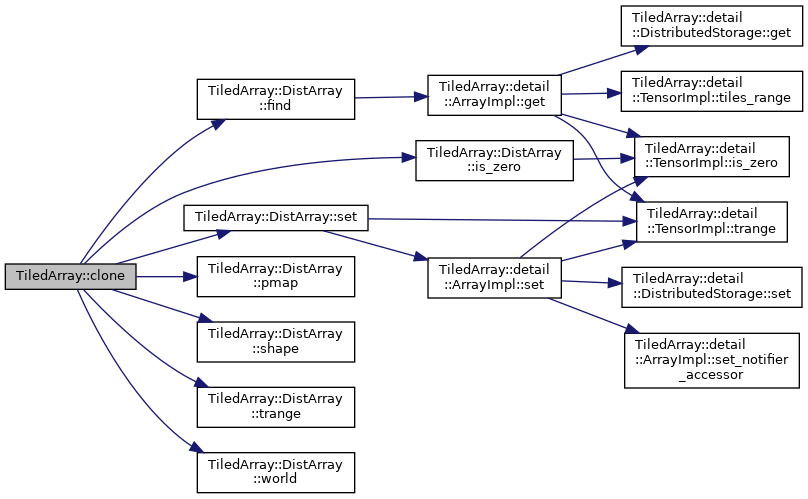 TiledArray::clone
TiledArray::DistArray
::find
TiledArray::DistArray
::is_zero
TiledArray::DistArray::set
TiledArray::DistArray
::pmap
TiledArray::DistArray
::shape
TiledArray::DistArray
::trange
TiledArray::DistArray
::world
TiledArray::detail
::ArrayImpl::get
TiledArray::detail
::ArrayImpl::set
TiledArray::detail
::DistributedStorage::get
TiledArray::detail
::TensorImpl::tiles_range
TiledArray::detail
::TensorImpl::is_zero
TiledArray::detail
::TensorImpl::trange
TiledArray::detail
::DistributedStorage::set
TiledArray::detail
::ArrayImpl::set_notifier
_accessor